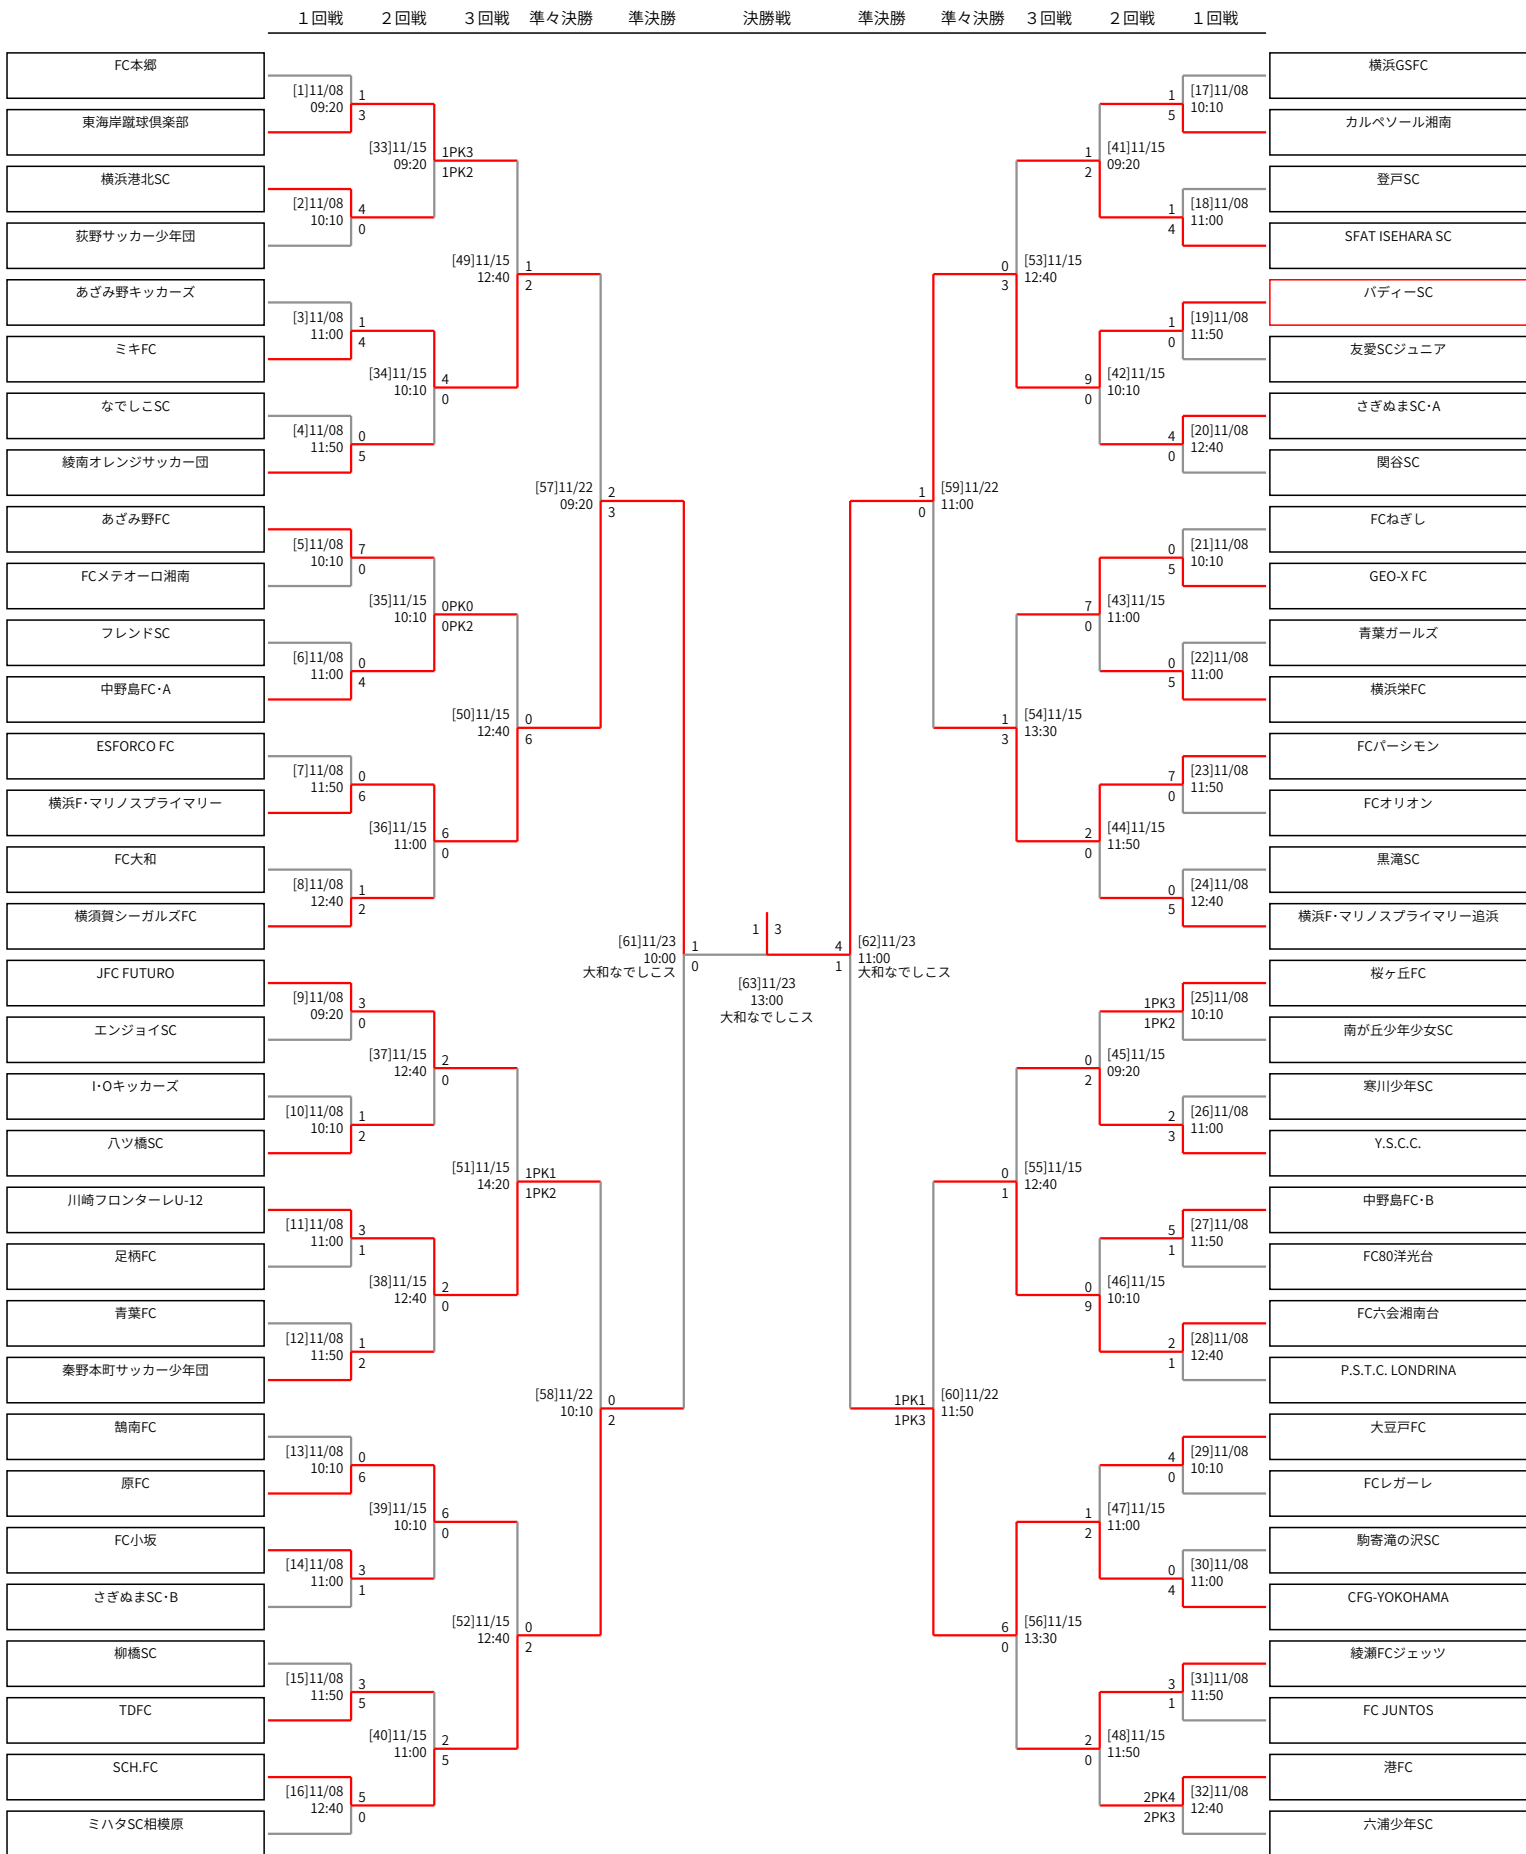 １回戦 ２回戦 ３回戦 準々決勝 準決勝 決勝戦 準決勝 準々決勝 ３回戦 ２回戦 １回戦
FC本郷
東海岸蹴球倶楽部
横浜港北SC
荻野サッカー少年団
あざみ野キッカーズ
ミキFC
なでしこSC
綾南オレンジサッカー団
あざみ野FC
FCメテオーロ湘南
フレンドSC
中野島FC･A
ESFORCO FC
横浜F･マリノスプライマリー
FC大和
横須賀シーガルズFC
JFC FUTURO
エンジョイSC
I･Oキッカーズ
八ツ橋SC
川崎フロンターレU-12
足柄FC
青葉FC
秦野本町サッカー少年団
鵠南FC
原FC
FC小坂
さぎぬまSC･B
柳橋SC
TDFC
SCH.FC
ミハタSC相模原
[1]11/08
09:20
1
3
[2]11/08
10:10
4
0
[3]11/08
11:00
1
4
[4]11/08
11:50
0
5
[5]11/08
10:10
7
0
[6]11/08
11:00
0
4
[7]11/08
11:50
0
6
[8]11/08
12:40
1
2
[9]11/08
09:20
3
0
[10]11/08
10:10
1
2
[11]11/08
11:00
3
1
[12]11/08
11:50
1
2
[13]11/08
10:10
0
6
[14]11/08
11:00
3
1
[15]11/08
11:50
3
5
[16]11/08
12:40
5
0
[33]11/15
09:20
1PK3
1PK2
[34]11/15
10:10
4
0
[35]11/15
10:10
0PK0
0PK2
[36]11/15
11:00
6
0
[37]11/15
12:40
2
0
[38]11/15
12:40
2
0
[39]11/15
10:10
6
0
[40]11/15
11:00
2
5
[49]11/15
12:40
1
2
[50]11/15
12:40
0
6
[51]11/15
14:20
1PK1
1PK2
[52]11/15
12:40
0
2
[57]11/22
09:20
2
3
[58]11/22
10:10
0
2
[61]11/23
10:00
大和なでしこス
1
0
1 3
[63]11/23
13:00
大和なでしこス
4
1
[62]11/23
11:00
大和なでしこス
1
0
[59]11/22
11:00
1PK1
1PK3
[60]11/22
11:50
0
3
[53]11/15
12:40
1
3
[54]11/15
13:30
0
1
[55]11/15
12:40
6
0
[56]11/15
13:30
1
2
[41]11/15
09:20
9
0
[42]11/15
10:10
7
0
[43]11/15
11:00
2
0
[44]11/15
11:50
0
2
[45]11/15
09:20
0
9
[46]11/15
10:10
1
2
[47]11/15
11:00
2
0
[48]11/15
11:50
1
5
[17]11/08
10:10
1
4
[18]11/08
11:00
1
0
[19]11/08
11:50
4
0
[20]11/08
12:40
0
5
[21]11/08
10:10
0
5
[22]11/08
11:00
7
0
[23]11/08
11:50
0
5
[24]11/08
12:40
1PK3
1PK2
[25]11/08
10:10
2
3
[26]11/08
11:00
5
1
[27]11/08
11:50
2
1
[28]11/08
12:40
4
0
[29]11/08
10:10
0
4
[30]11/08
11:00
3
1
[31]11/08
11:50
2PK4
2PK3
[32]11/08
12:40
横浜GSFC
カルペソール湘南
登戸SC
SFAT ISEHARA SC
バディーSC
友愛SCジュニア
さぎぬまSC･A
関谷SC
FCねぎし
GEO-X FC
青葉ガールズ
横浜栄FC
FCパーシモン
FCオリオン
黒滝SC
横浜F･マリノスプライマリー追浜
桜ヶ丘FC
南が丘少年少女SC
寒川少年SC
Y.S.C.C.
中野島FC･B
FC80洋光台
FC六会湘南台
P.S.T.C. LONDRINA
大豆戸FC
FCレガーレ
駒寄滝の沢SC
CFG-YOKOHAMA
綾瀬FCジェッツ
FC JUNTOS
港FC
六浦少年SC